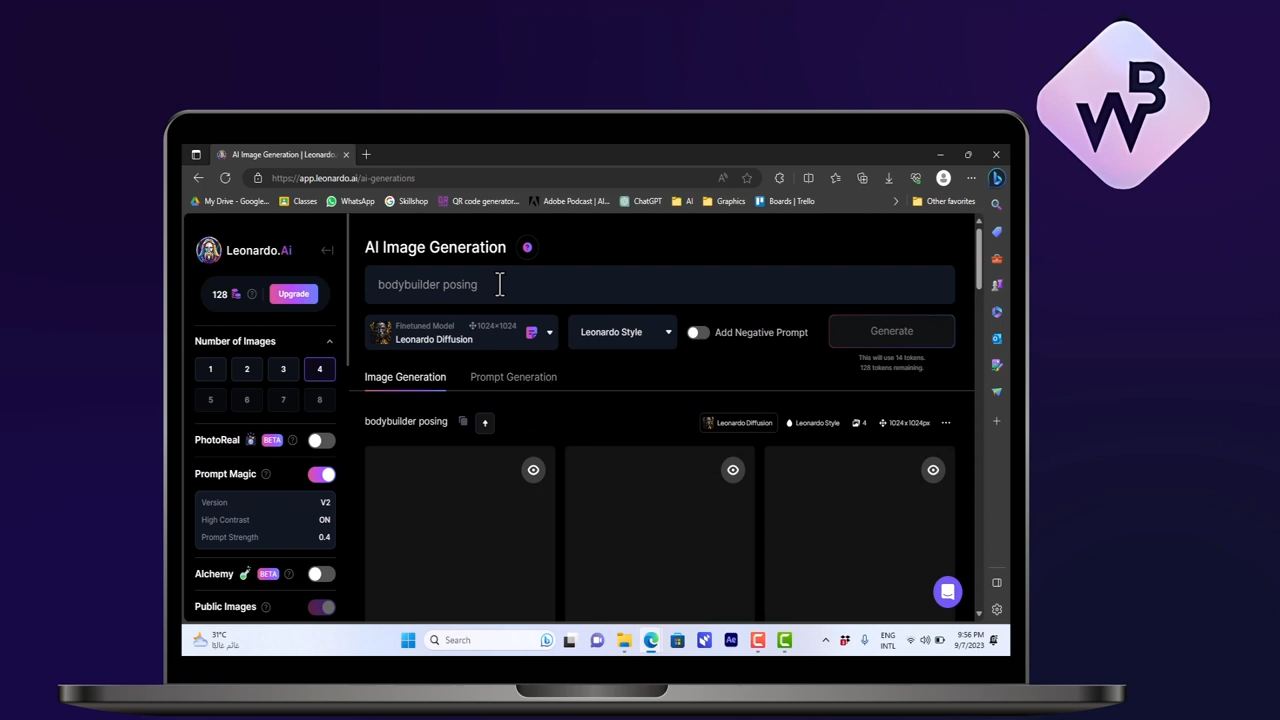 WB
AI Image Generation | Leonardo.
https://app.leonardo.ai/ai-generations
My Drive - Google...
Classes
WhatsApp
Skillshop
QR code generator...
Adobe Podcast | AI...
ChatGPT
AI
Graphics
Boards | Trello
Other favorites
Leonardo.Ai
128
Upgrade
Number of Images
1 2 3 4
5 6 7 8
PhotoReal BETA
Prompt Magic
Version V2
High Contrast ON
Prompt Strength 0.4
Alchemy BETA
Public Images
AI Image Generation
bodybuilder posing
Finetuned Model 1024×1024
Leonardo Diffusion
Leonardo Style
Add Negative Prompt
Generate
This will use 14 tokens.
128 tokens remaining.
Image Generation
Prompt Generation
bodybuilder posing
Leonardo Diffusion
Leonardo Style
4
1024x1024px
31°C
غائم غالبًا
Search
Ae
ENG
INTL
9:56 PM
9/7/2023